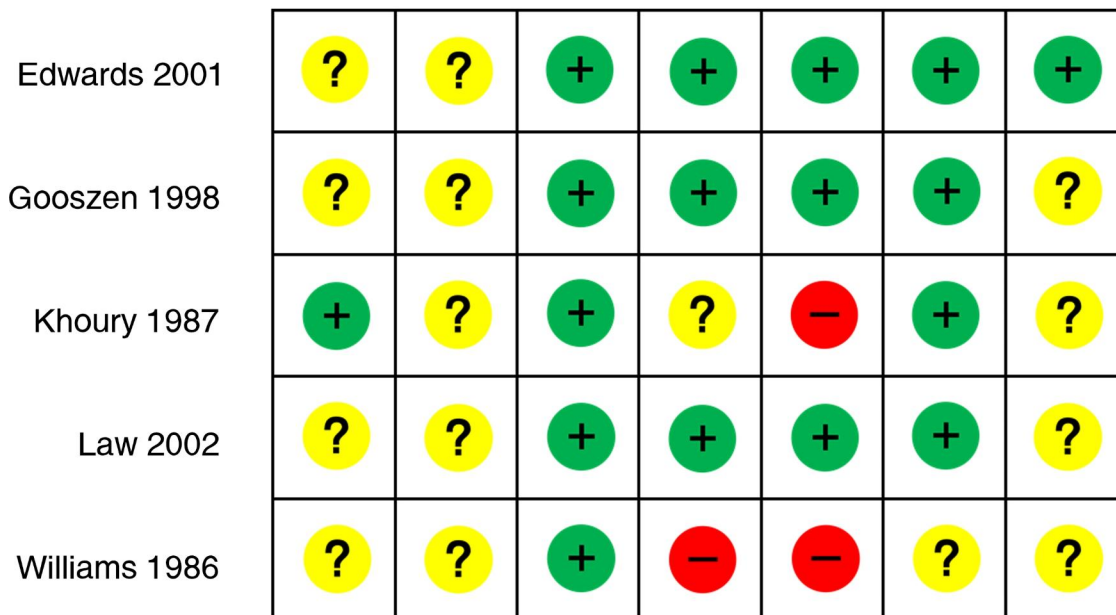 Edwards 2001 ? ? + + + + +
Gooszen 1998 ? ? + + + + ?
Khoury 1987 + ? + ? − + ?
Law 2002 ? ? + + + + ?
Williams 1986 ? ? + − − ? ?